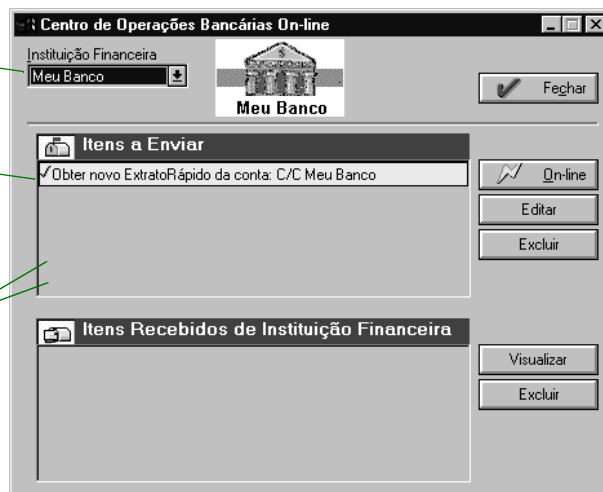 Centro de Operações Bancárias On-line
Instituição Financeira
Meu Banco
Meu Banco
Fechar
Itens a Enviar
Obter novo ExtratoRápido da conta: C/C Meu Banco
On-line
Editar
Excluir
Itens Recebidos de Instituição Financeira
Visualizar
Excluir